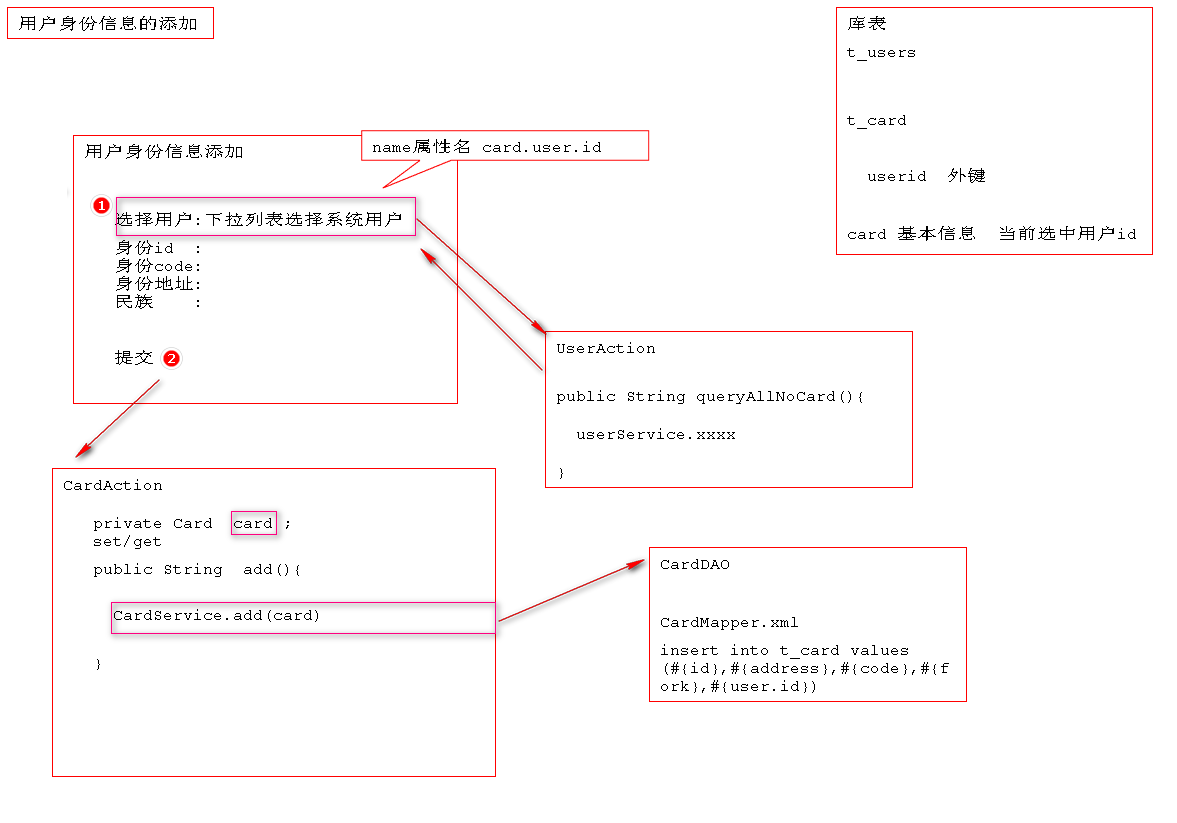 用户身份信息的添加
库表
t_users
t_card
userid 外键
card 基本信息 当前选中用户id
用户身份信息添加
name属性名 card.user.id
1
选择用户:下拉列表选择系统用户
身份id :
身份code:
身份地址:
民族 :
提交 2
UserAction
public String queryAllNoCard(){
userService.xxxx
}
CardAction
private Card card ;
set/get
public String add(){
CardService.add(card)
}
CardDAO
CardMapper.xml
insert into t_card values
(#{id},#{address},#{code},#{f
ork},#{user.id})